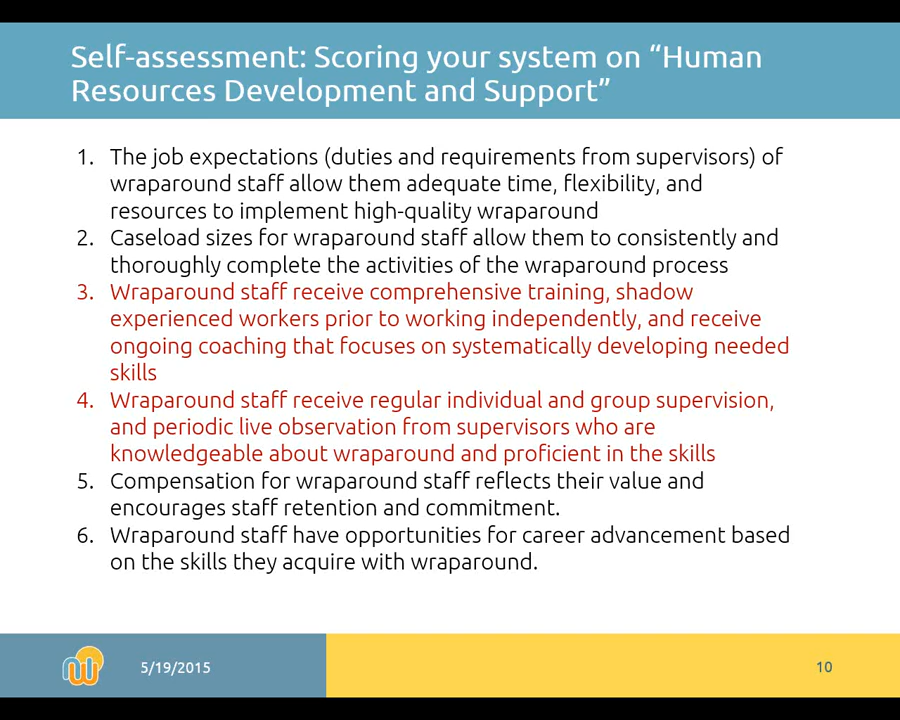 Self-assessment: Scoring your system on “Human
Resources Development and Support”
1. The job expectations (duties and requirements from supervisors) of
wraparound staff allow them adequate time, flexibility, and
resources to implement high-quality wraparound
2. Caseload sizes for wraparound staff allow them to consistently and
thoroughly complete the activities of the wraparound process
3. Wraparound staff receive comprehensive training, shadow
experienced workers prior to working independently, and receive
ongoing coaching that focuses on systematically developing needed
skills
4. Wraparound staff receive regular individual and group supervision,
and periodic live observation from supervisors who are
knowledgeable about wraparound and proficient in the skills
5. Compensation for wraparound staff reflects their value and
encourages staff retention and commitment.
6. Wraparound staff have opportunities for career advancement based
on the skills they acquire with wraparound.
5/19/2015
10